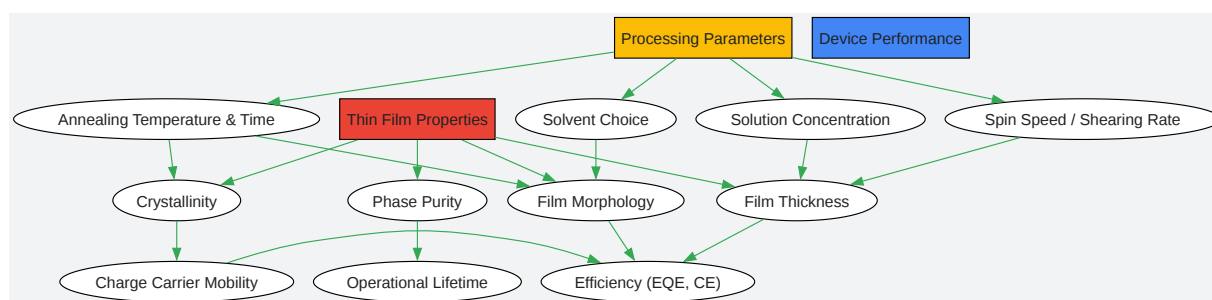 Processing Parameters
Device Performance
Annealing Temperature & Time
Thin Film Properties
Solvent Choice
Solution Concentration
Spin Speed / Shearing Rate
Crystallinity
Phase Purity
Film Morphology
Film Thickness
Charge Carrier Mobility
Operational Lifetime
Efficiency (EQE, CE)